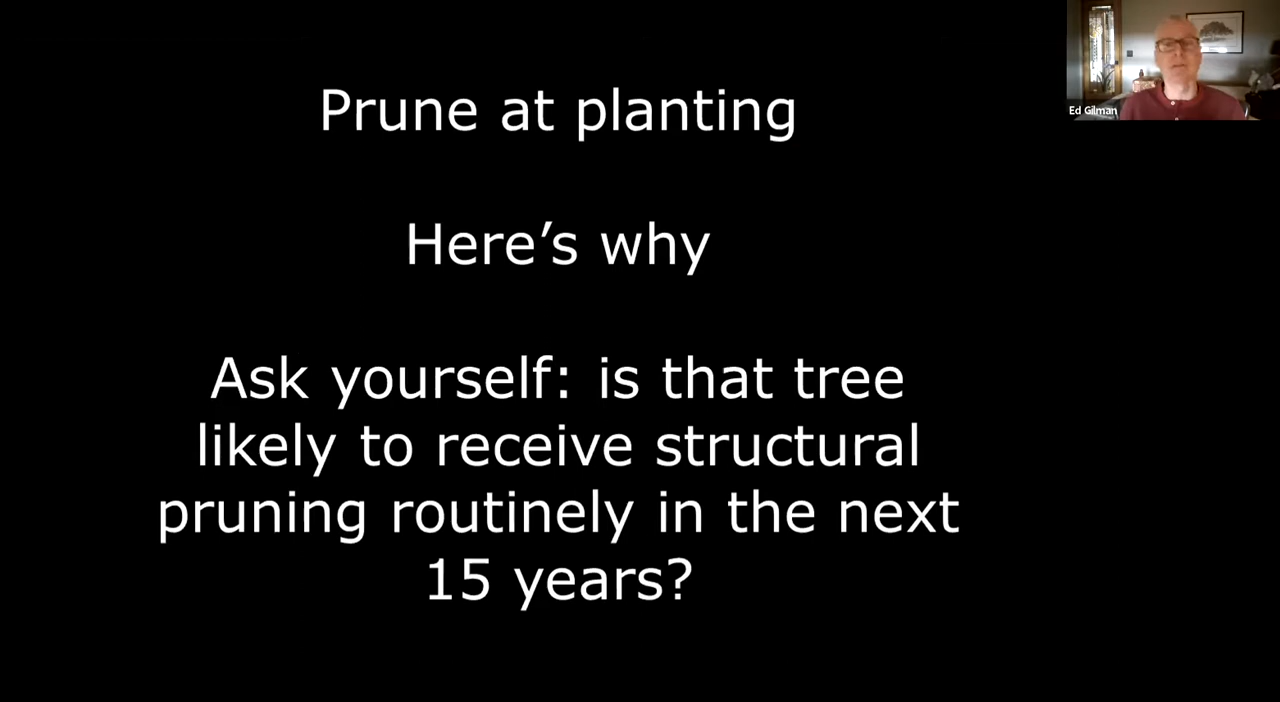 Prune at planting
Here’s why
Ask yourself: is that tree
likely to receive structural
pruning routinely in the next
15 years?
Ed Gilman